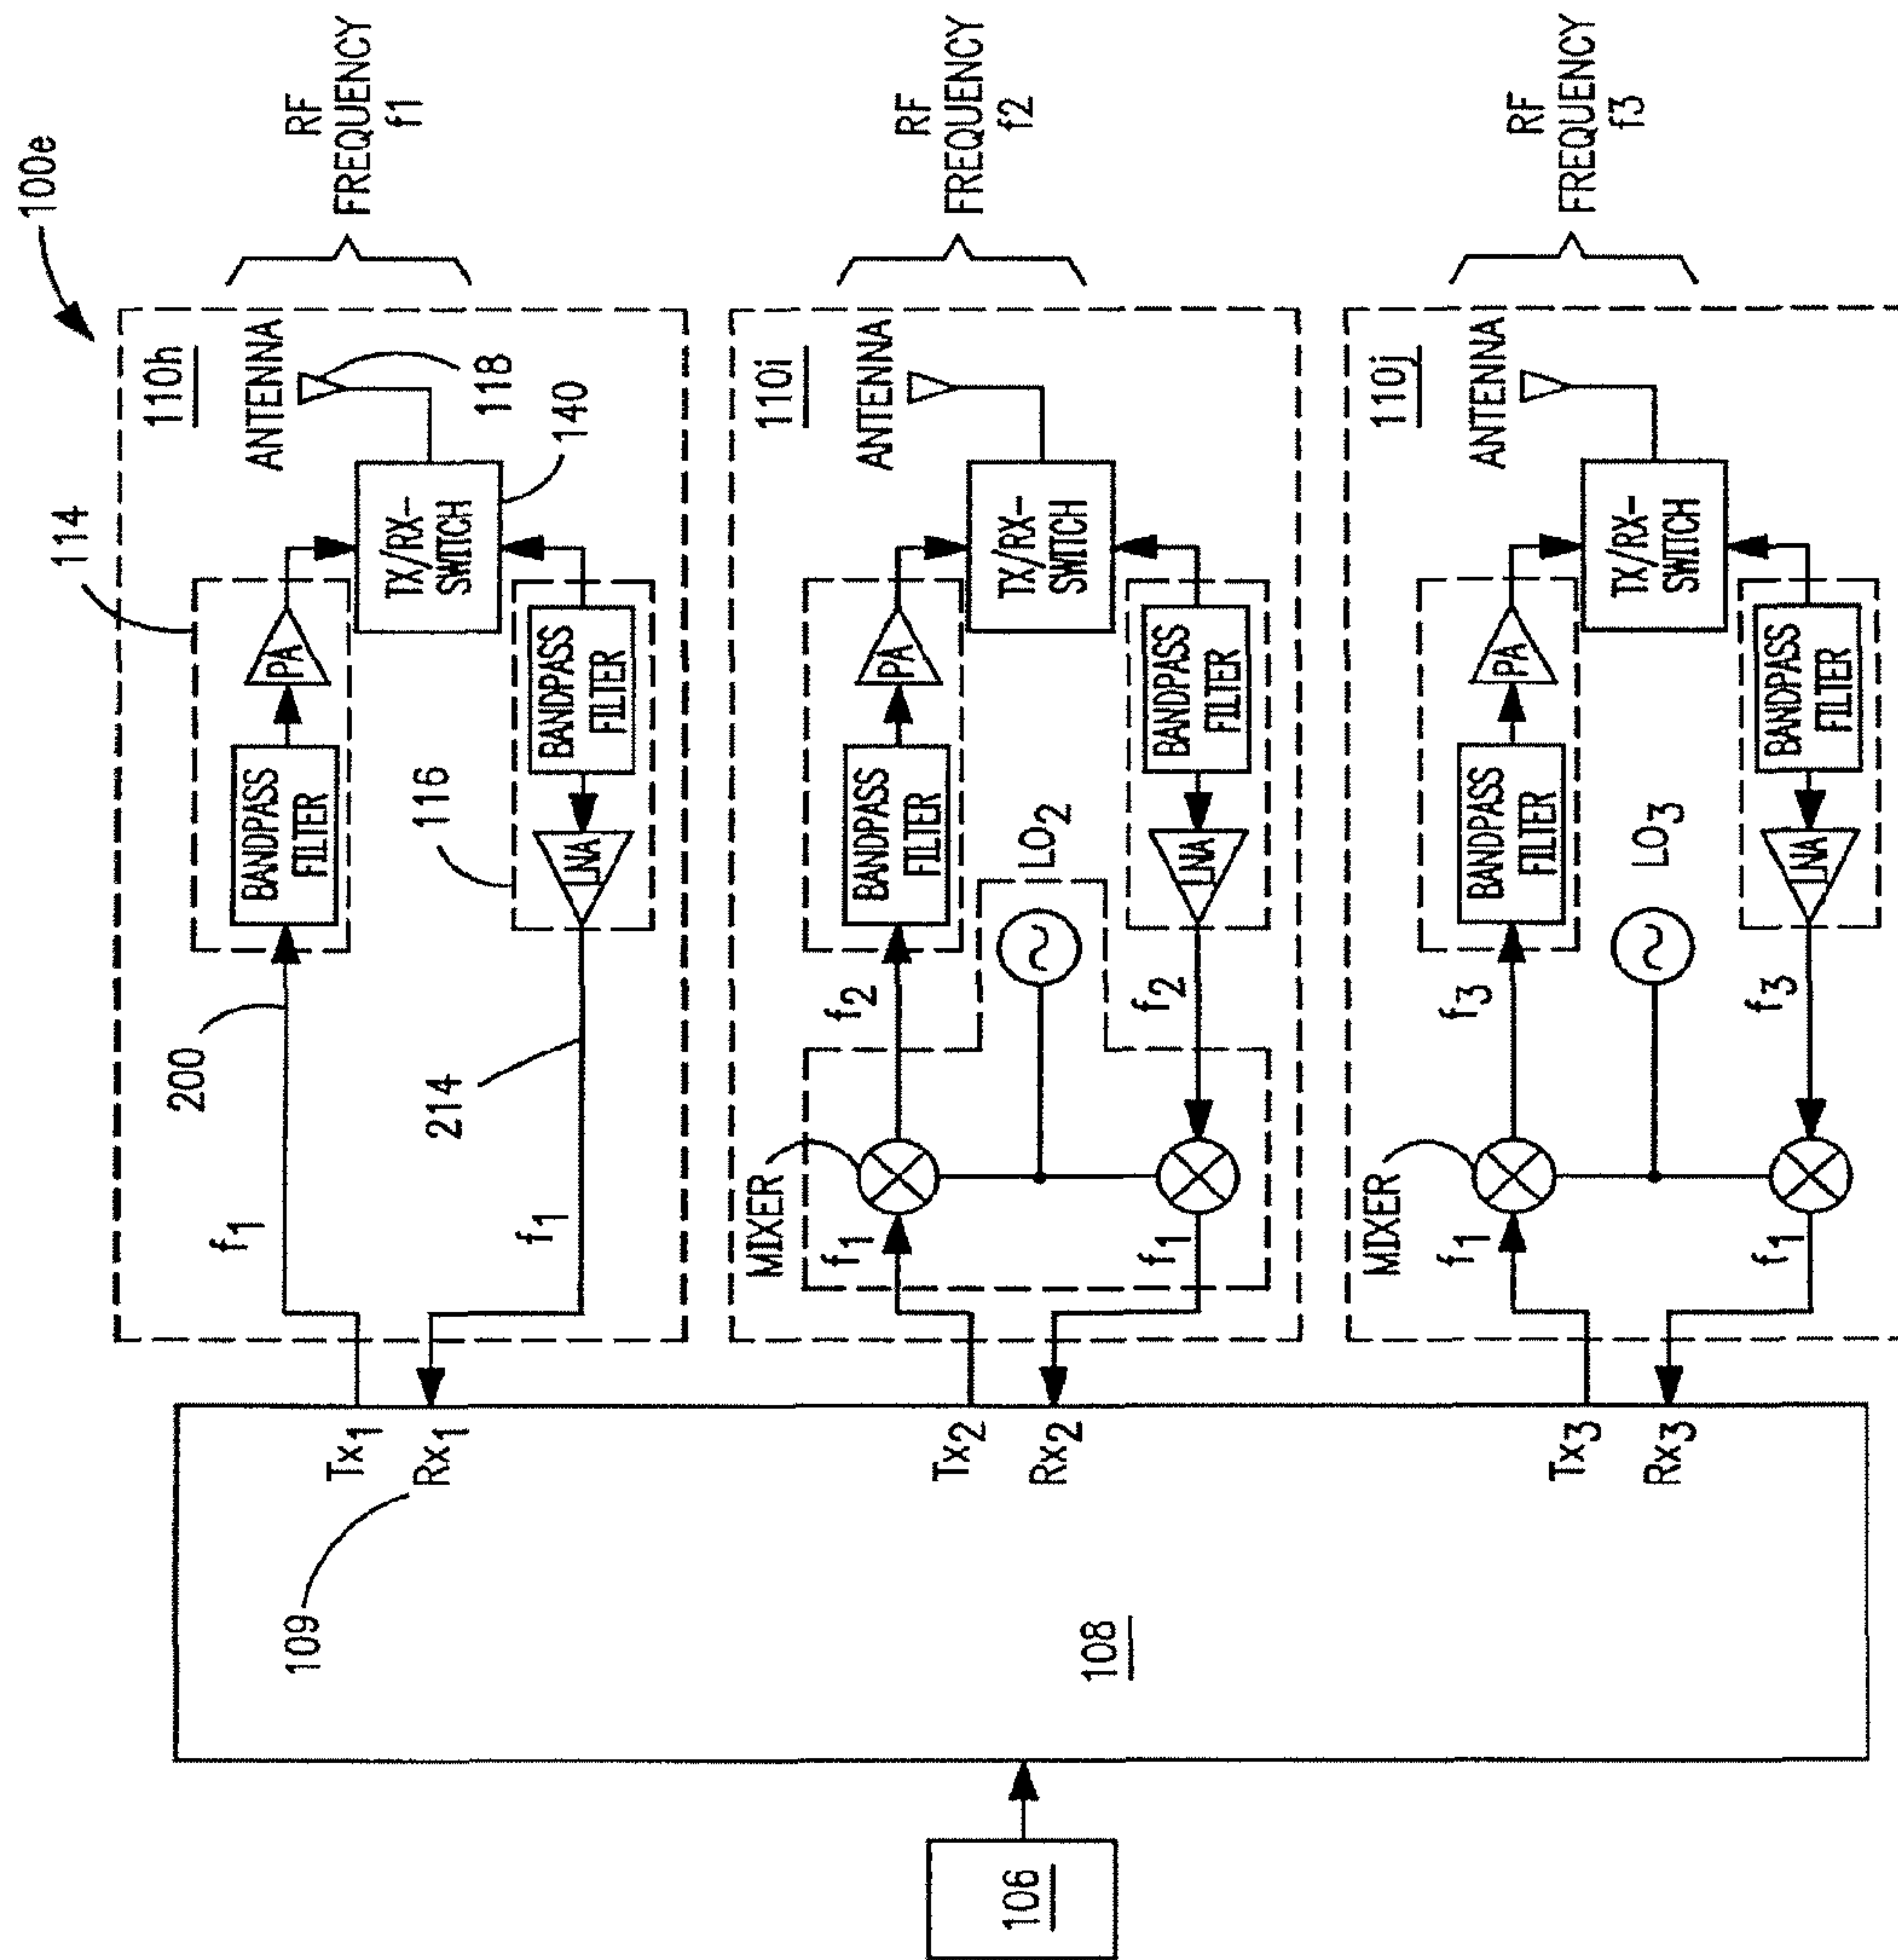 100e
110h
ANTENNA
118
114
BANDPASS
FILTER
PA
TX/RX-
SWITCH
140
116
BANDPASS
FILTER
LNA
200
214
f1
f1
RF
FREQUENCY
f1
110i
ANTENNA
BANDPASS
FILTER
PA
TX/RX-
SWITCH
BANDPASS
FILTER
LNA
LO2
f2
f2
MIXER
f1
f1
RF
FREQUENCY
f2
110j
ANTENNA
BANDPASS
FILTER
PA
TX/RX-
SWITCH
BANDPASS
FILTER
LNA
LO3
f3
f3
MIXER
f1
f1
RF
FREQUENCY
f3
Tx1
Rx1
109
Tx2
Rx2
Tx3
Rx3
108
106